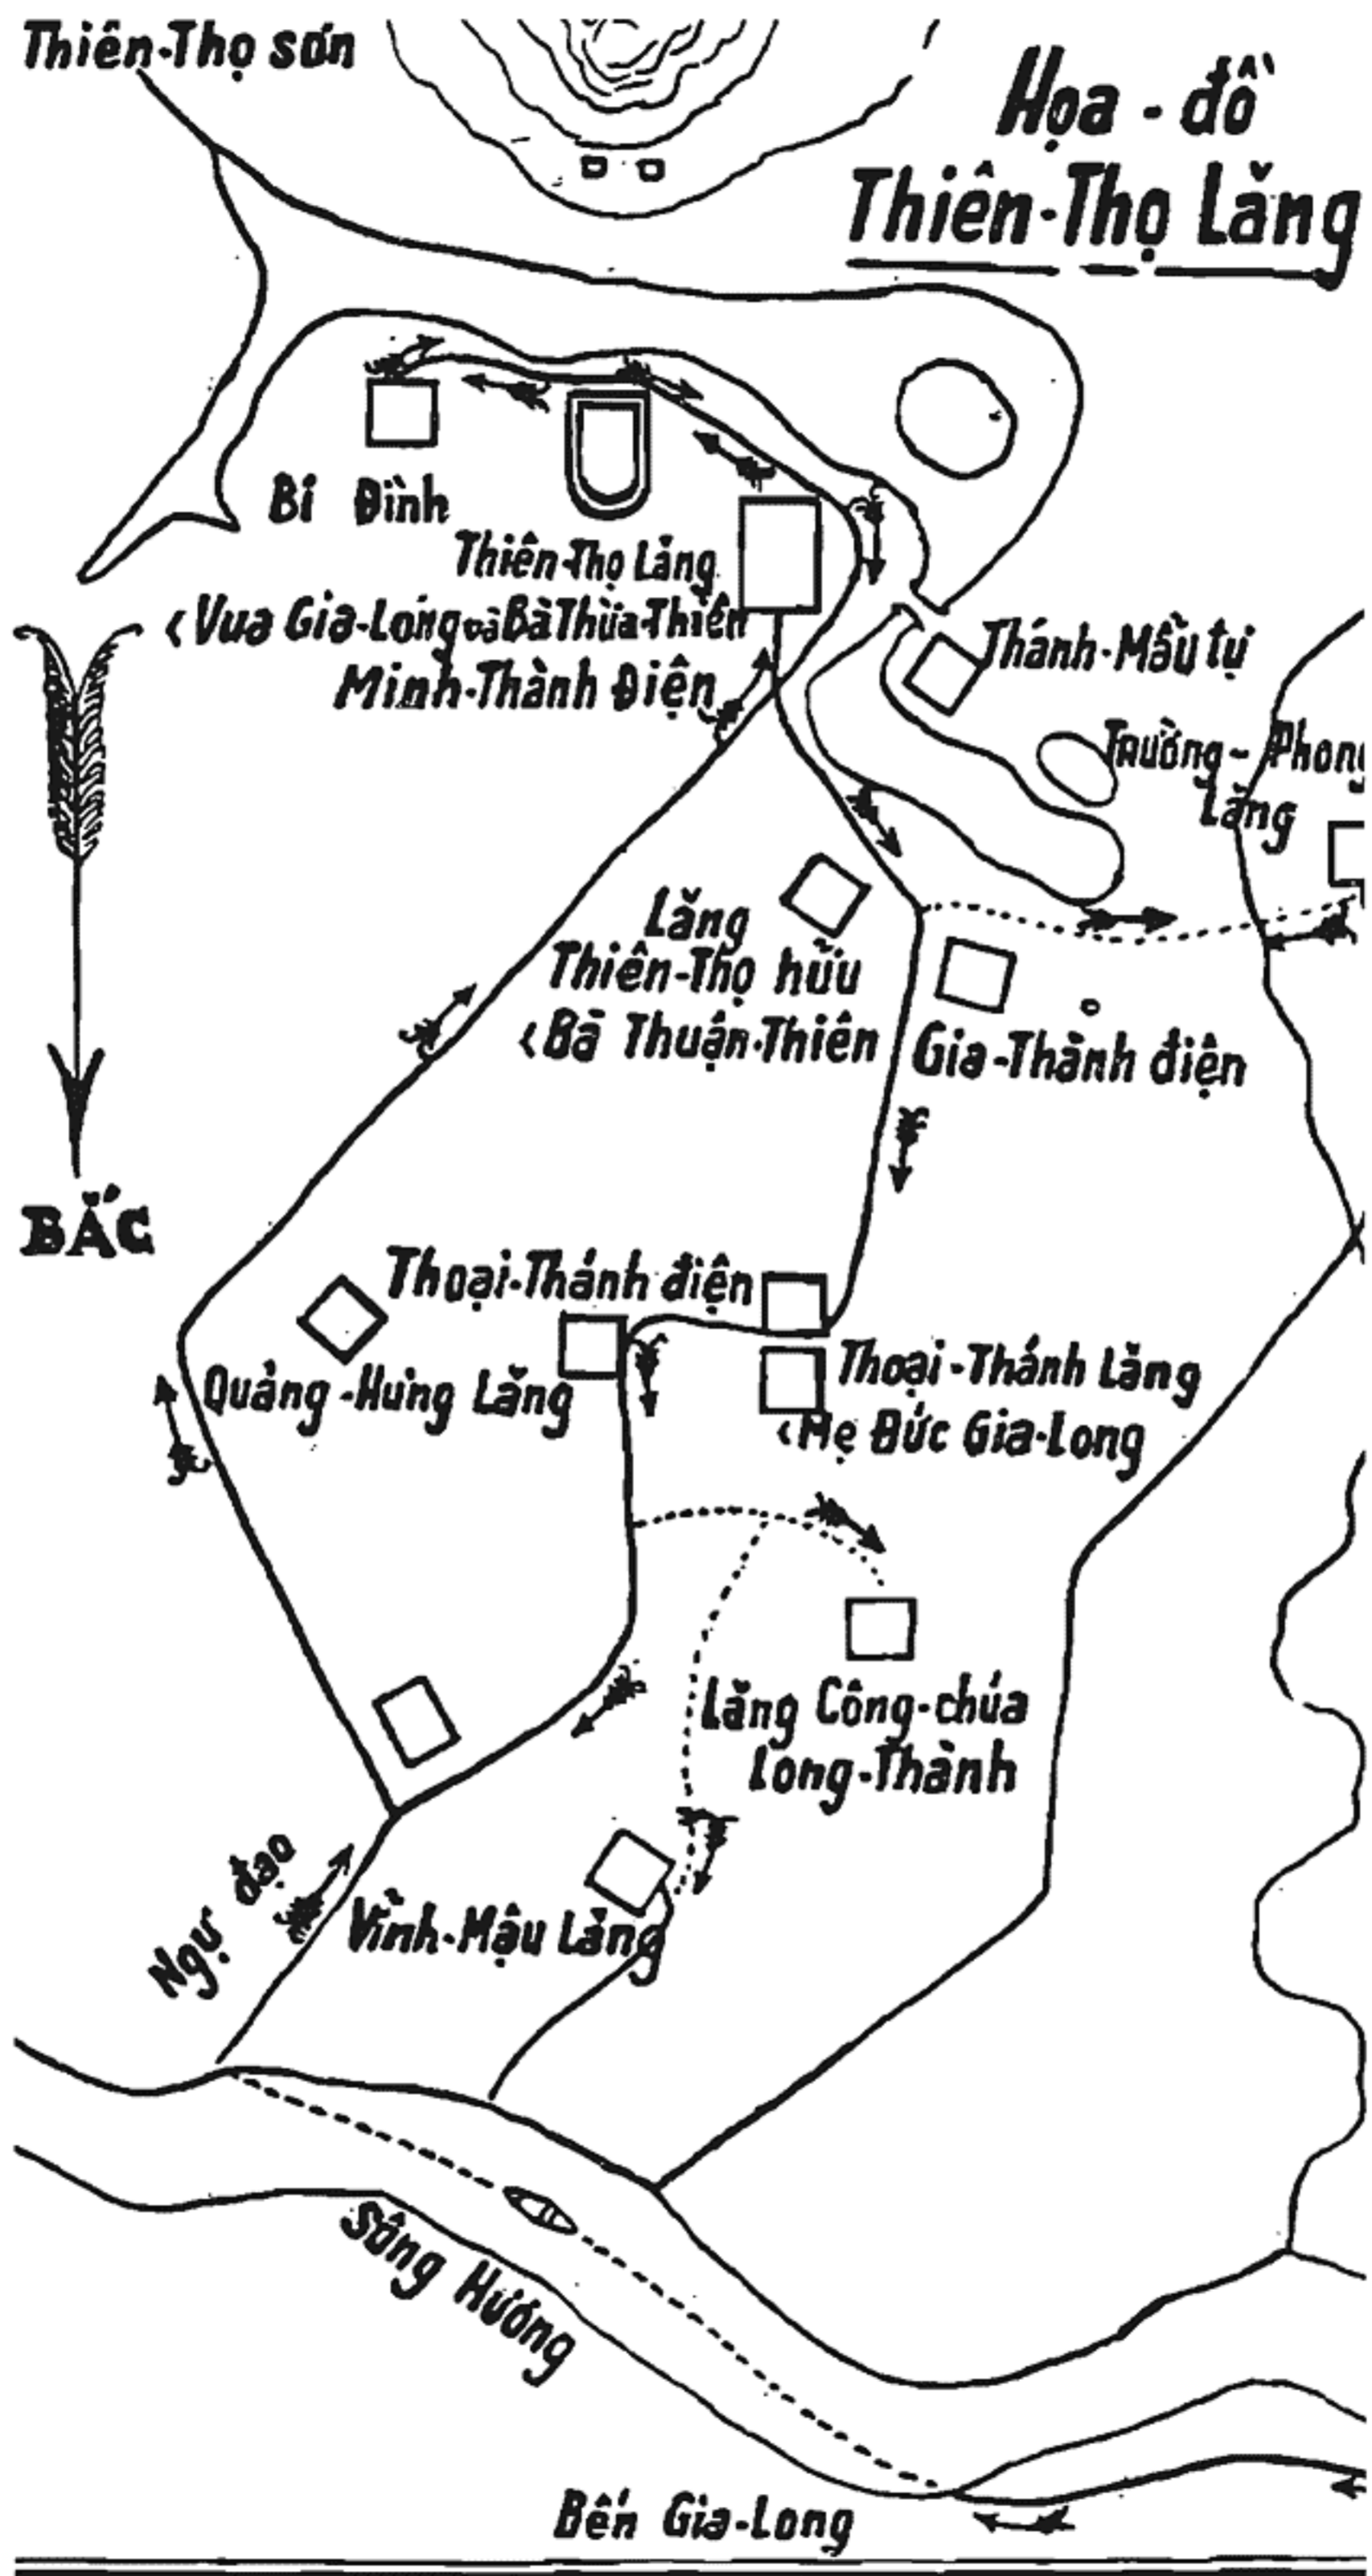 Thiên-Thọ sơn
Họa-đồ
Thiên-Thọ Lăng
Bi Đình
Thiên-Thọ Lăng
(Vua Gia-Long và Bà Thừa-Thiên
Minh-Thành Điện
Thánh-Mẫu tự
Trường-Phong
Lăng
Lăng
Thiên-Thọ hữu
(Bà Thuận-Thiên
Gia-Thành điện
BẮC
Thoại-Thánh điện
Quảng-Hưng Lăng
Thoại-Thánh Lăng
(Mẹ Đức Gia-Long
Lăng Công-chúa
Long-Thành
Ngự đạo
Vĩnh-Mậu Lăng
Sông Hương
Bến Gia-Long